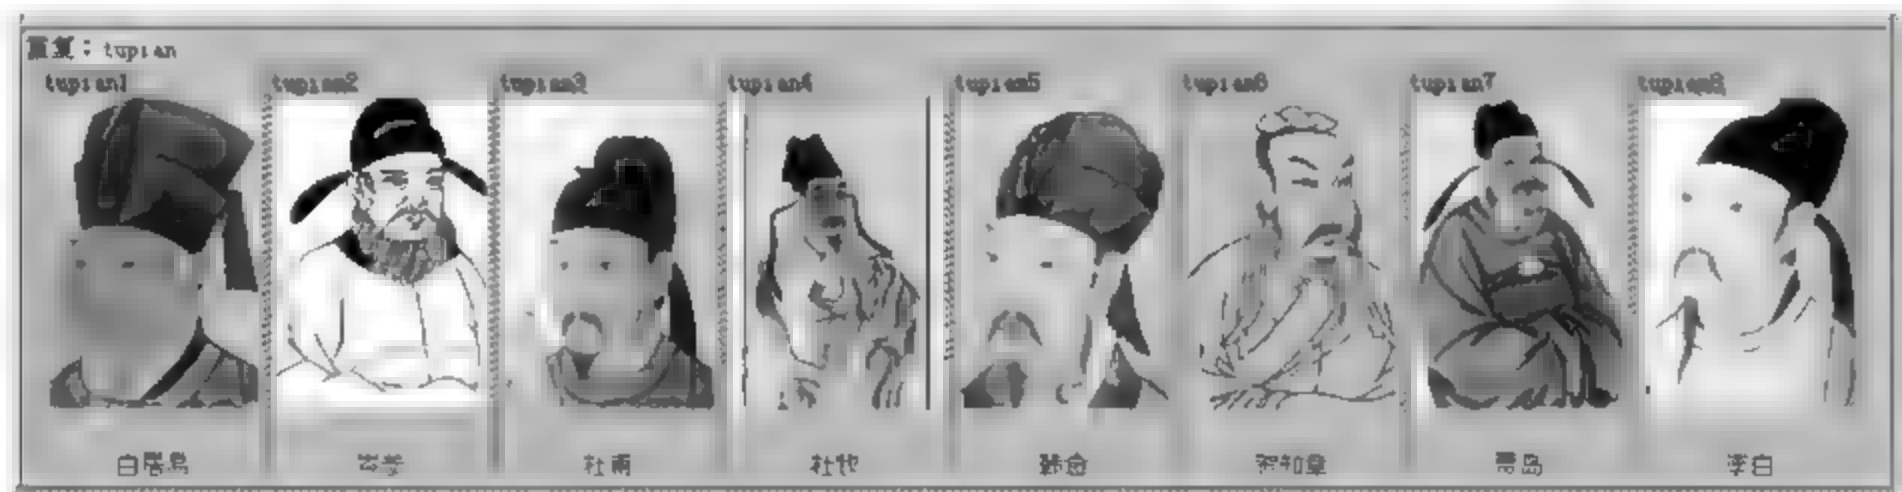 重复：tupian
tupian1 tupian2 tupian3 tupian4 tupian5 tupian6 tupian7 tupian8
白居易 岑参 杜甫 杜牧 韩愈 贺知章 贾岛 李白